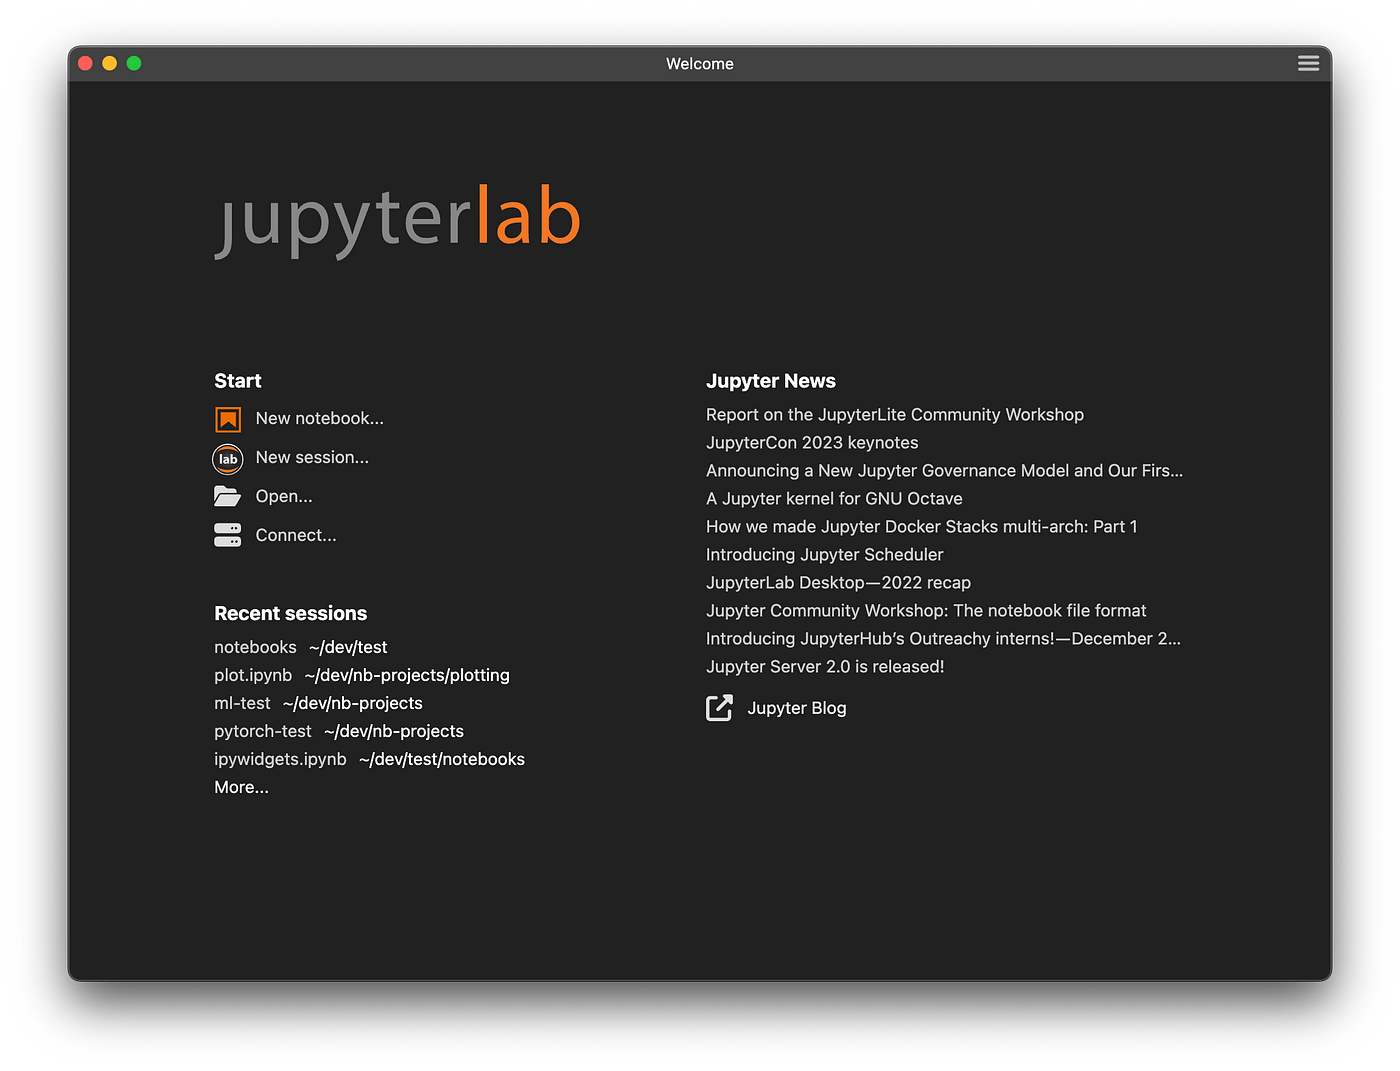 Welcome
jupyterlab
Start
New notebook...
lab
New session...
Open...
Connect...
Recent sessions
notebooks ~/dev/test
plot.ipynb ~/dev/nb-projects/plotting
ml-test ~/dev/nb-projects
pytorch-test ~/dev/nb-projects
ipywidgets.ipynb ~/dev/test/notebooks
More...
Jupyter News
Report on the JupyterLite Community Workshop
JupyterCon 2023 keynotes
Announcing a New Jupyter Governance Model and Our Firs...
A Jupyter kernel for GNU Octave
How we made Jupyter Docker Stacks multi-arch: Part 1
Introducing Jupyter Scheduler
JupyterLab Desktop—2022 recap
Jupyter Community Workshop: The notebook file format
Introducing JupyterHub’s Outreachy interns!—December 2...
Jupyter Server 2.0 is released!
Jupyter Blog